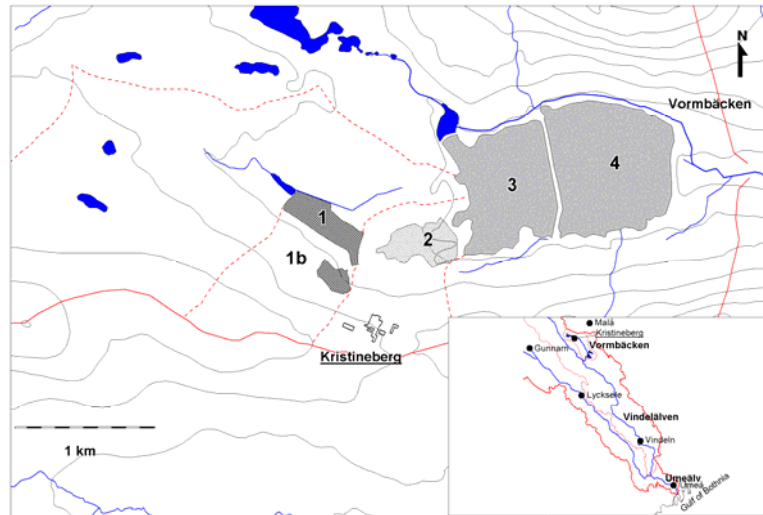 N
Vormbäcken
4
3
1
2
1b
Kristineberg
1 km
Malå
Kristineberg
Vormbäcken
Gunnarn
Lycksele
Vindelälven
Vindeln
Umeälv
Umeå
Gulf of Bothnia